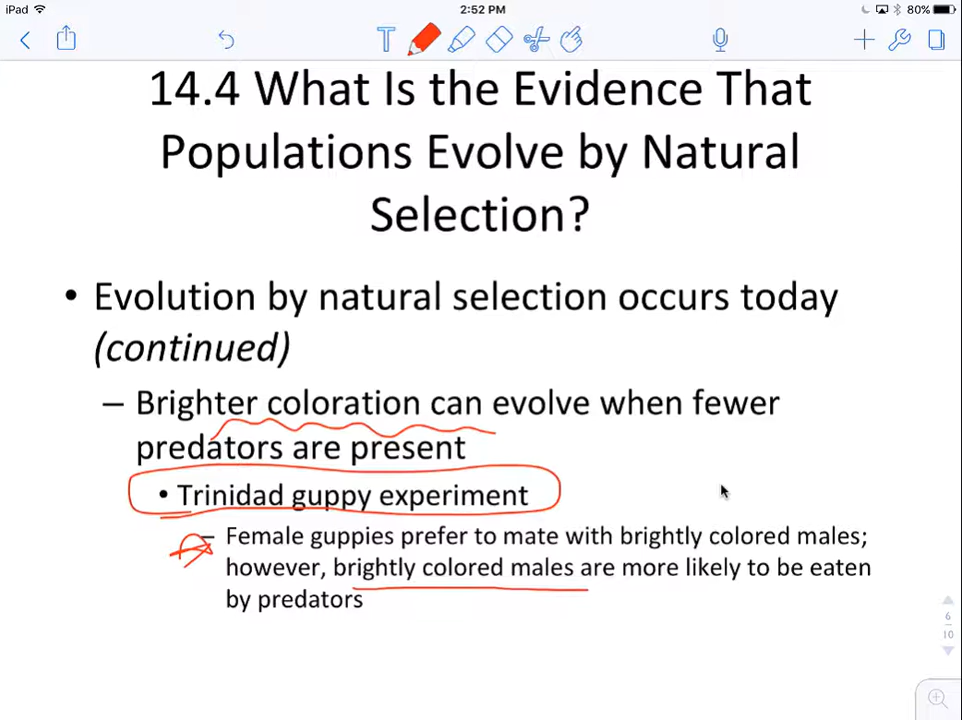 iPad 2:52 PM 80%
T
14.4 What Is the Evidence That
Populations Evolve by Natural
Selection?
• Evolution by natural selection occurs today
(continued)
– Brighter coloration can evolve when fewer
predators are present
• Trinidad guppy experiment
– Female guppies prefer to mate with brightly colored males;
however, brightly colored males are more likely to be eaten
by predators
6
10